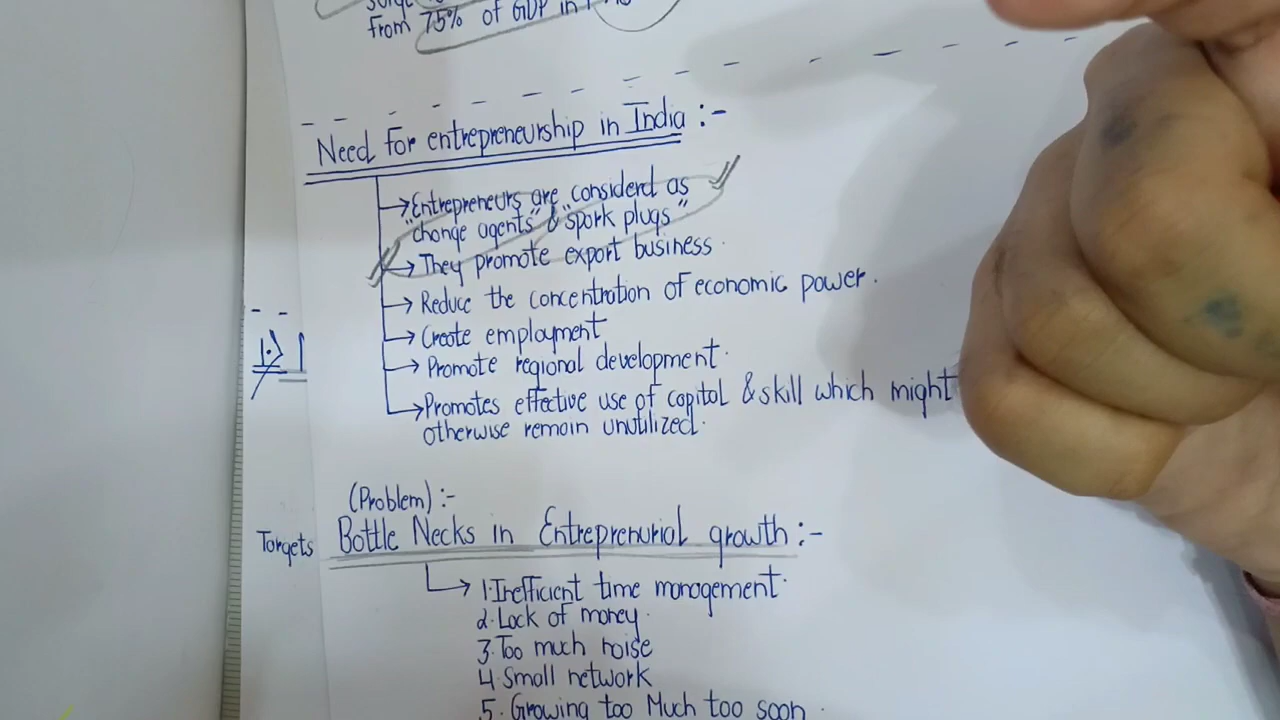 From 75% of GDP in
Need For entrepreneurship in India :-
→ Entrepreneurs are considerd as
"change agents" & "spork plugs"
→ They promote export business
→ Reduce the concentration of economic power.
→ Create employment
→ Promote regional development.
→ Promotes effective use of capital & skill which might
otherwise remain unutilized.
(Problem) :-
Targets
Bottle Necks in Entreprenurial growth :-
→ 1. Inefficient time management.
2. Lack of money.
3. Too much noise
4. Small network
5. Growing too Much too soon.